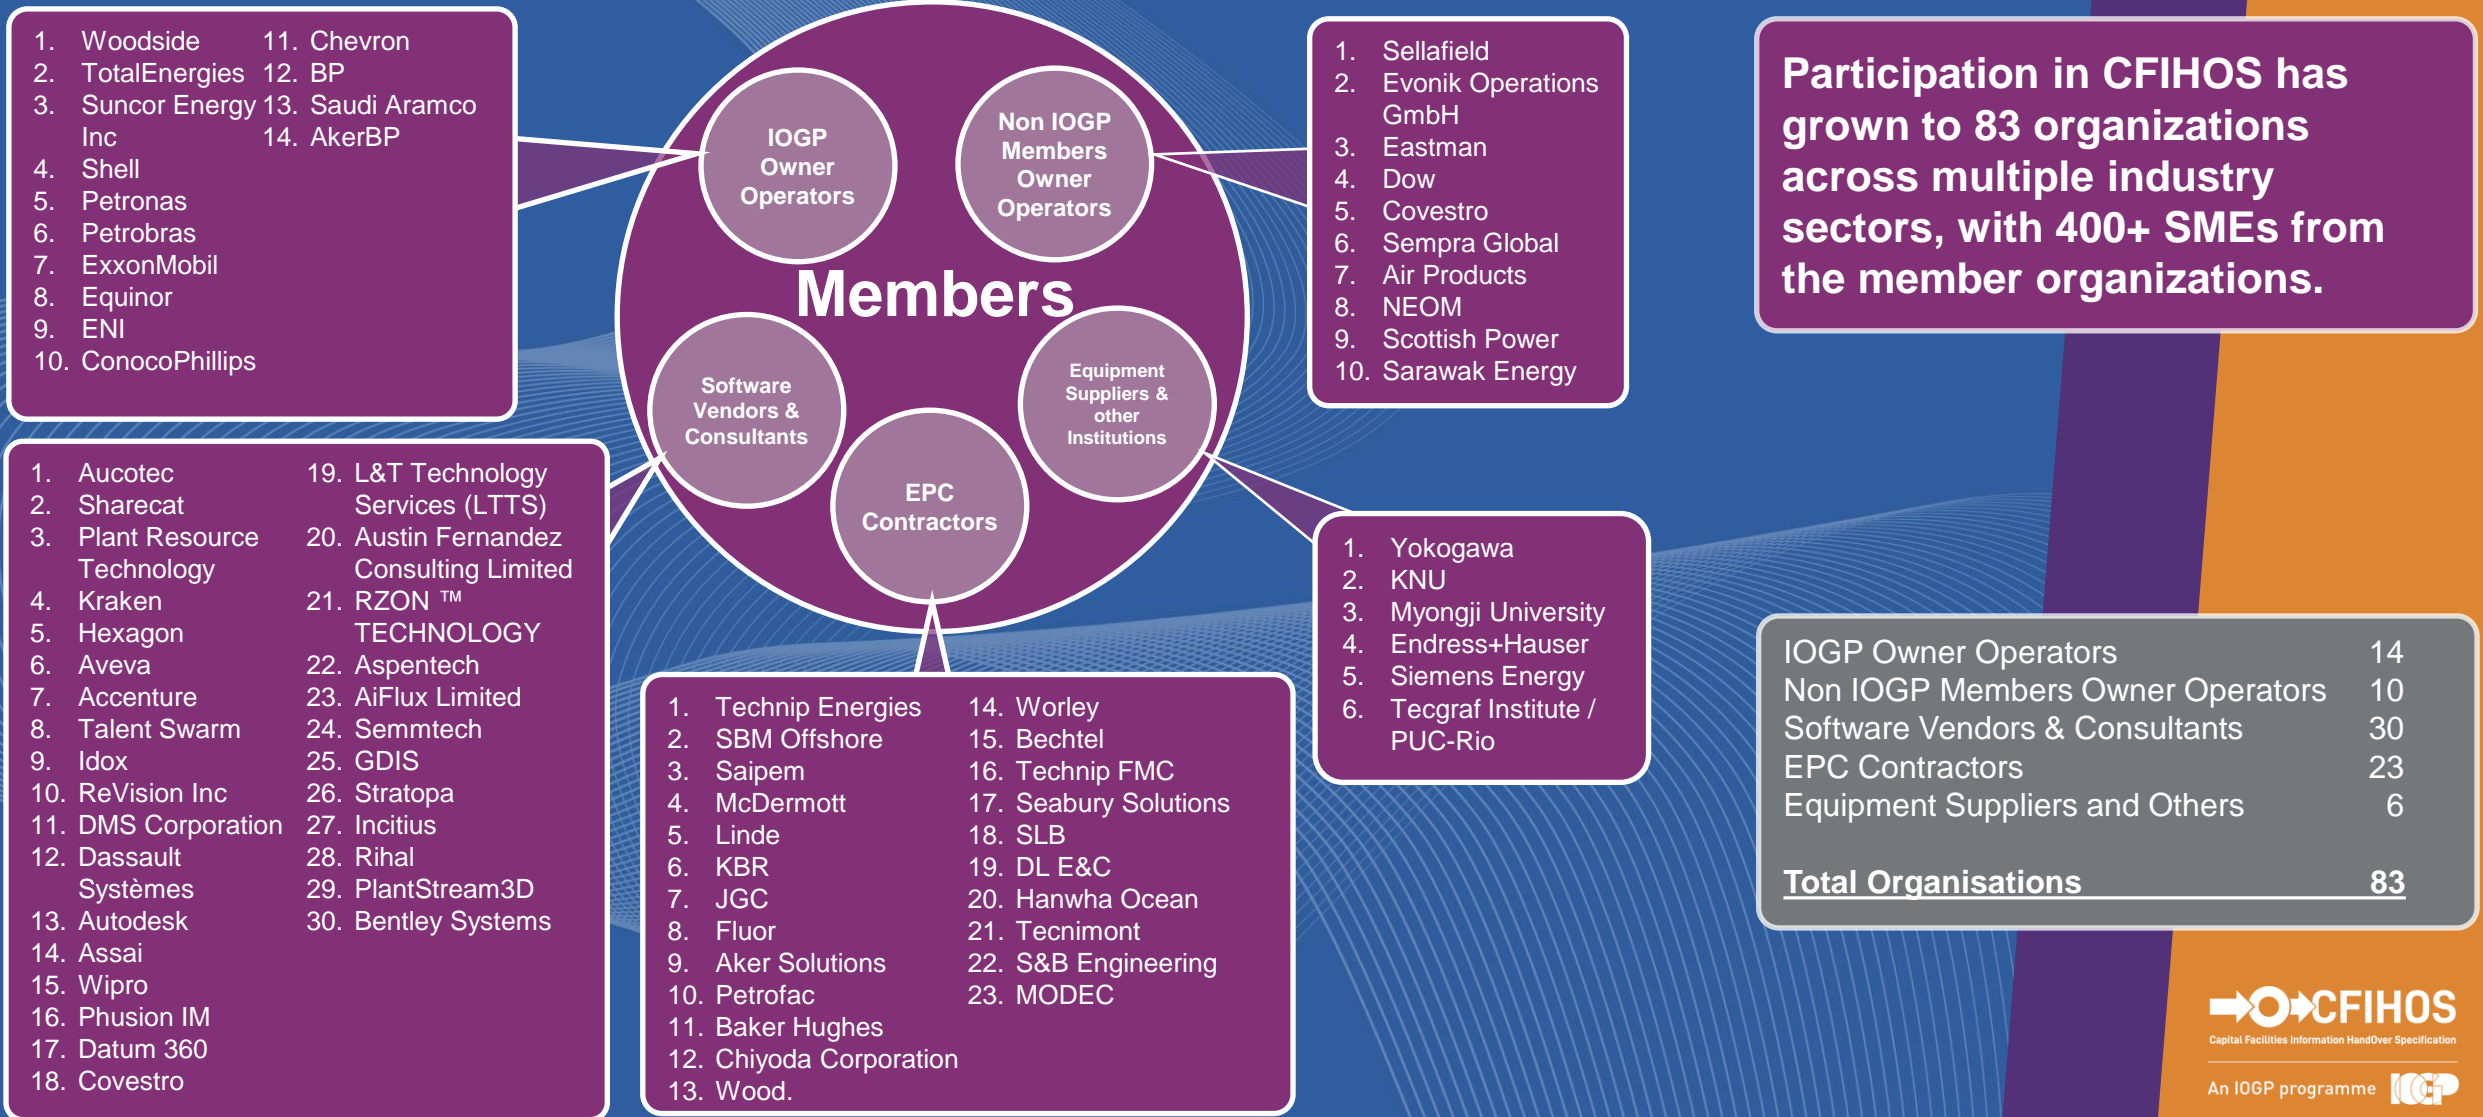 1. Woodside
2. TotalEnergies
3. Suncor Energy
Inc
4. Shell
5. Petronas
6. Petrobras
7. ExxonMobil
8. Equinor
9. ENI
10. ConocoPhillips
11. Chevron
12. BP
13. Saudi Aramco
14. AkerBP
IOGP
Owner
Operators
Non IOGP
Members
Owner
Operators
Members
Software
Vendors &
Consultants
Equipment
Suppliers &
other
Institutions
EPC
Contractors
1. Sellafield
2. Evonik Operations
GmbH
3. Eastman
4. Dow
5. Covestro
6. Sempra Global
7. Air Products
8. NEOM
9. Scottish Power
10. Sarawak Energy
Participation in CFIHOS has
grown to 83 organizations
across multiple industry
sectors, with 400+ SMEs from
the member organizations.
1. Aucotec
2. Sharecat
3. Plant Resource
Technology
4. Kraken
5. Hexagon
6. Aveva
7. Accenture
8. Talent Swarm
9. Idox
10. ReVision Inc
11. DMS Corporation
12. Dassault
Systèmes
13. Autodesk
14. Assai
15. Wipro
16. Phusion IM
17. Datum 360
18. Covestro
19. L&T Technology
Services (LTTS)
20. Austin Fernandez
Consulting Limited
21. RZON ™
TECHNOLOGY
22. Aspentech
23. AiFlux Limited
24. Semmtech
25. GDIS
26. Stratopa
27. Incitius
28. Rihal
29. PlantStream3D
30. Bentley Systems
1. Technip Energies
2. SBM Offshore
3. Saipem
4. McDermott
5. Linde
6. KBR
7. JGC
8. Fluor
9. Aker Solutions
10. Petrofac
11. Baker Hughes
12. Chiyoda Corporation
13. Wood.
14. Worley
15. Bechtel
16. Technip FMC
17. Seabury Solutions
18. SLB
19. DL E&C
20. Hanwha Ocean
21. Tecnimont
22. S&B Engineering
23. MODEC
1. Yokogawa
2. KNU
3. Myongji University
4. Endress+Hauser
5. Siemens Energy
6. Tecgraf Institute /
PUC-Rio
IOGP Owner Operators 14
Non IOGP Members Owner Operators 10
Software Vendors & Consultants 30
EPC Contractors 23
Equipment Suppliers and Others 6
Total Organisations 83
CFIHOS
Capital Facilities Information HandOver Specification
An IOGP programme IOGP